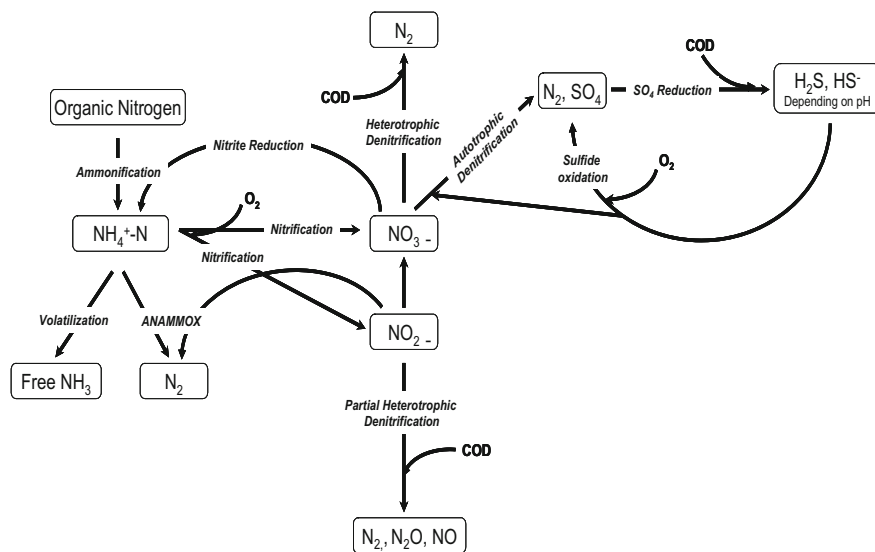 N₂
COD
COD
Organic Nitrogen
N₂, SO₄
SO₄ Reduction
H₂S, HS⁻
Depending on pH
Heterotrophic
Denitrification
Autotrophic
Denitrification
Nitrite Reduction
Ammonification
Sulfide
oxidation
O₂
O₂
NH₄⁺-N
Nitrification
NO₃ -
Nitrification
Volatilization
ANAMMOX
NO₂ -
Free NH₃
N₂
Partial Heterotrophic
Denitrification
COD
N₂,, N₂O, NO